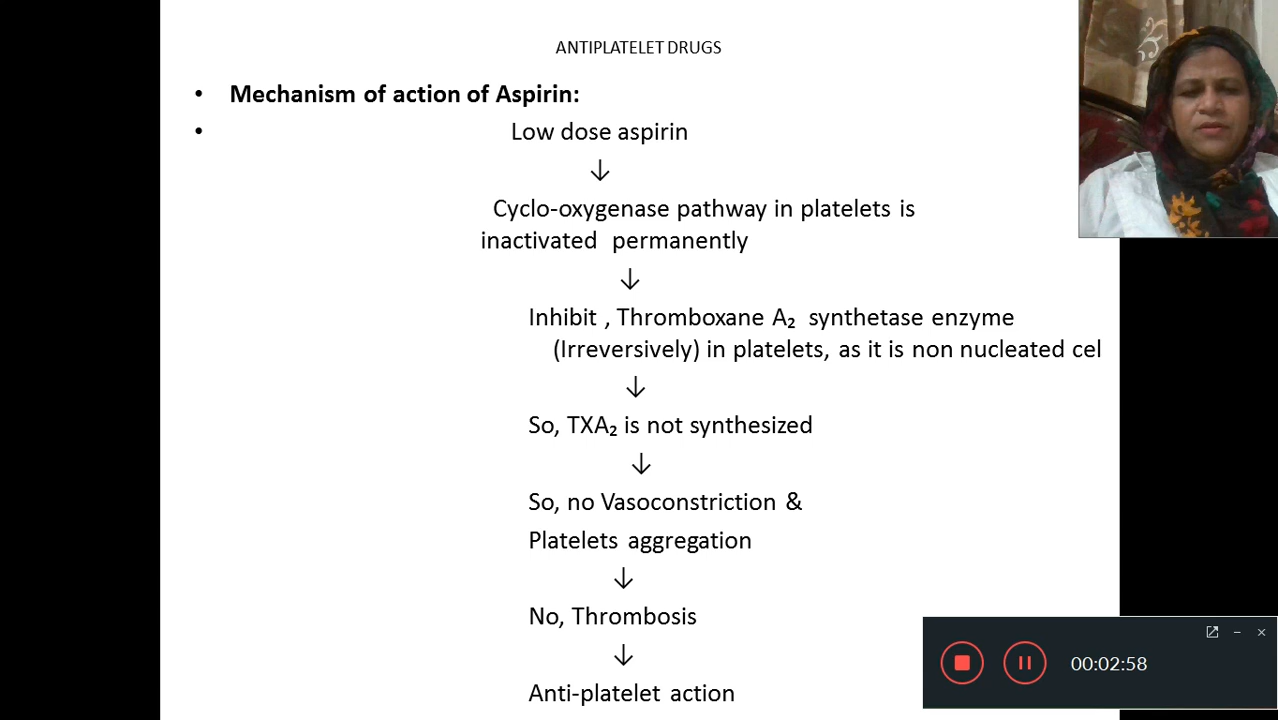 ANTIPLATELET DRUGS
• Mechanism of action of Aspirin:
• Low dose aspirin
↓
Cyclo-oxygenase pathway in platelets is
inactivated permanently
↓
Inhibit , Thromboxane A₂ synthetase enzyme
(Irreversively) in platelets, as it is non nucleated cel
↓
So, TXA₂ is not synthesized
↓
So, no Vasoconstriction &
Platelets aggregation
↓
No, Thrombosis
↓
Anti-platelet action
00:02:58